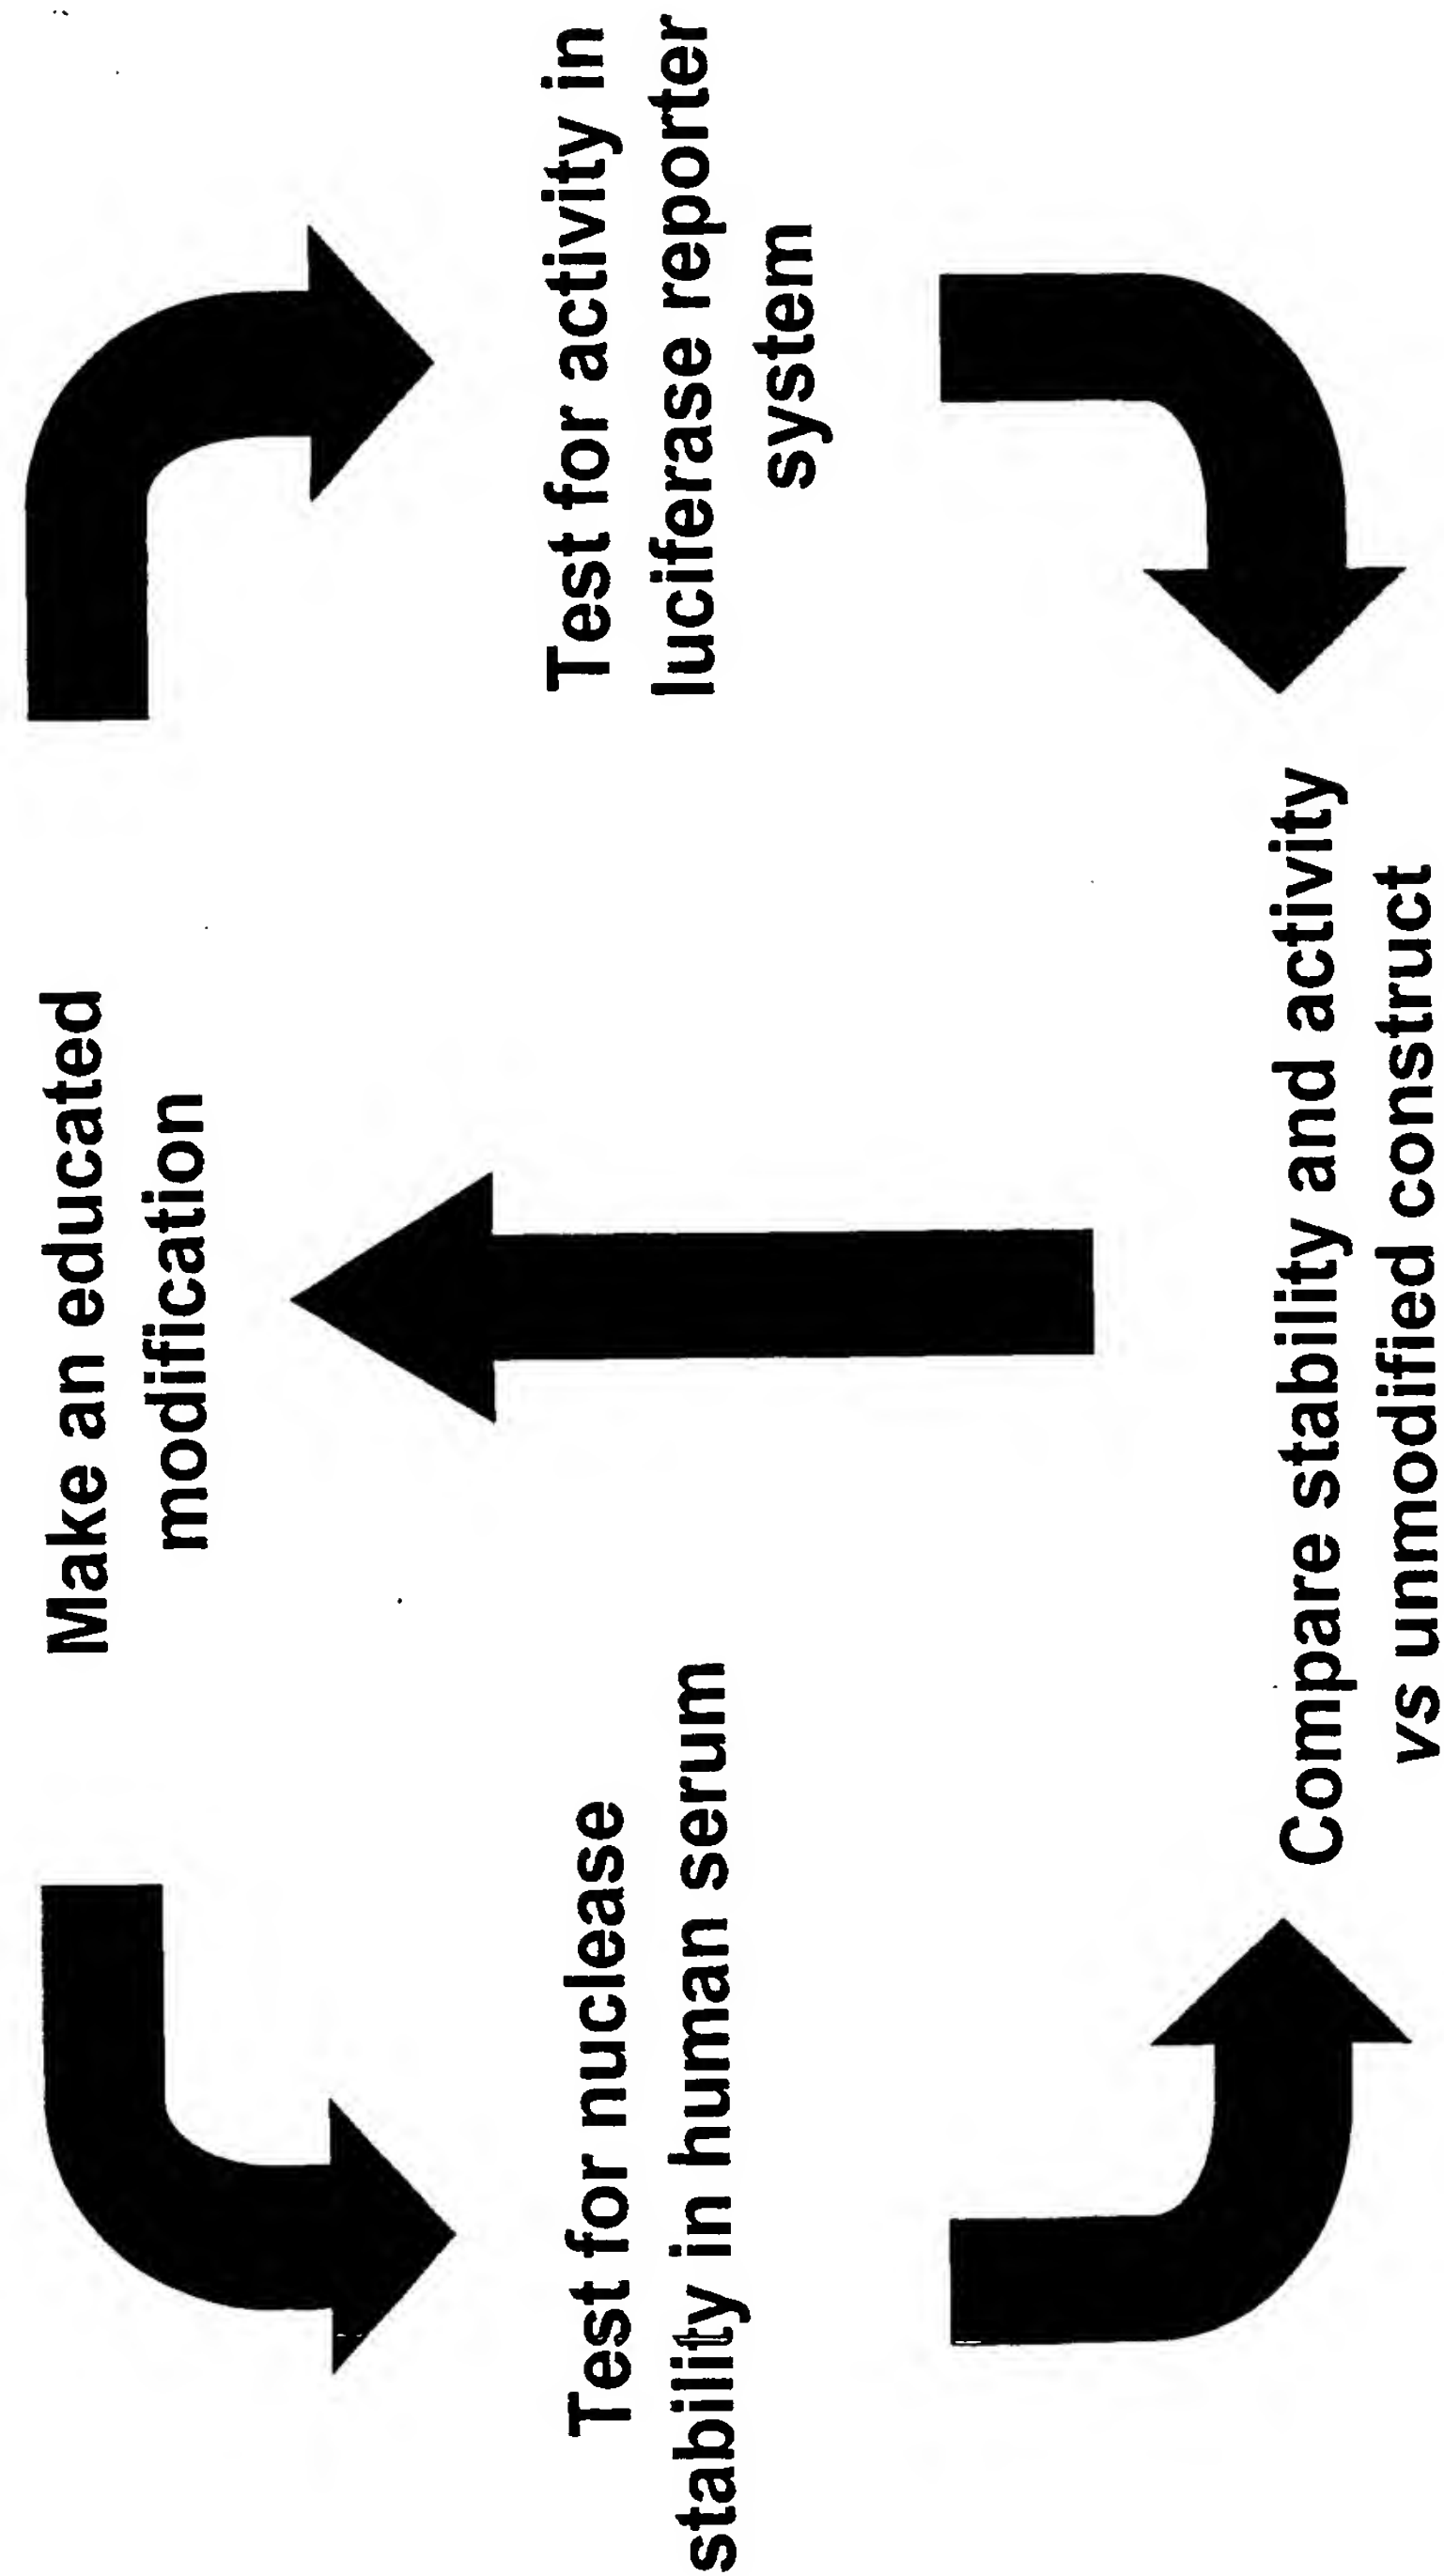 Make an educated
modification
Test for nuclease
stability in human serum
Test for activity in
luciferase reporter
system
Compare stability and activity
vs unmodified construct